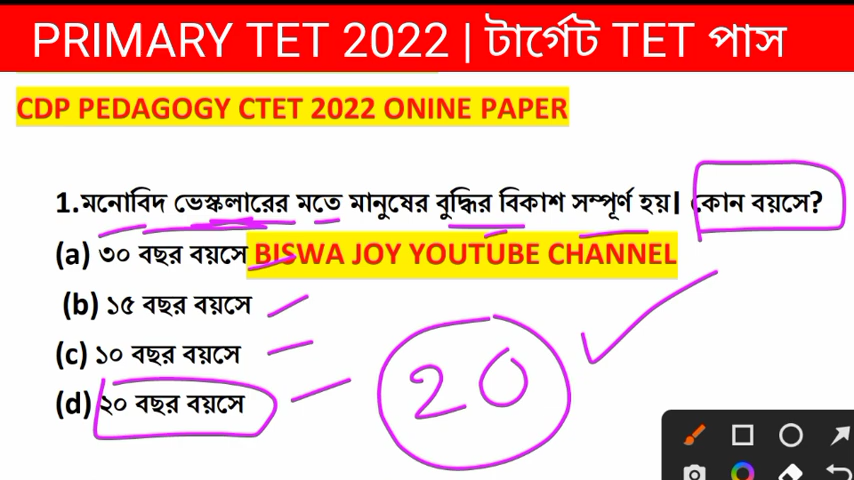 PRIMARY TET 2022 | টার্গেট TET পাস
CDP PEDAGOGY CTET 2022 ONINE PAPER
1.মনোবিদ ভেস্কলারের মতে মানুষের বুদ্ধির বিকাশ সম্পূর্ণ হয়। কোন বয়সে?
(a) ৩০ বছর বয়সে BISWA JOY YOUTUBE CHANNEL
(b) ১৫ বছর বয়সে
(c) ১০ বছর বয়সে
(d) ২০ বছর বয়সে
20